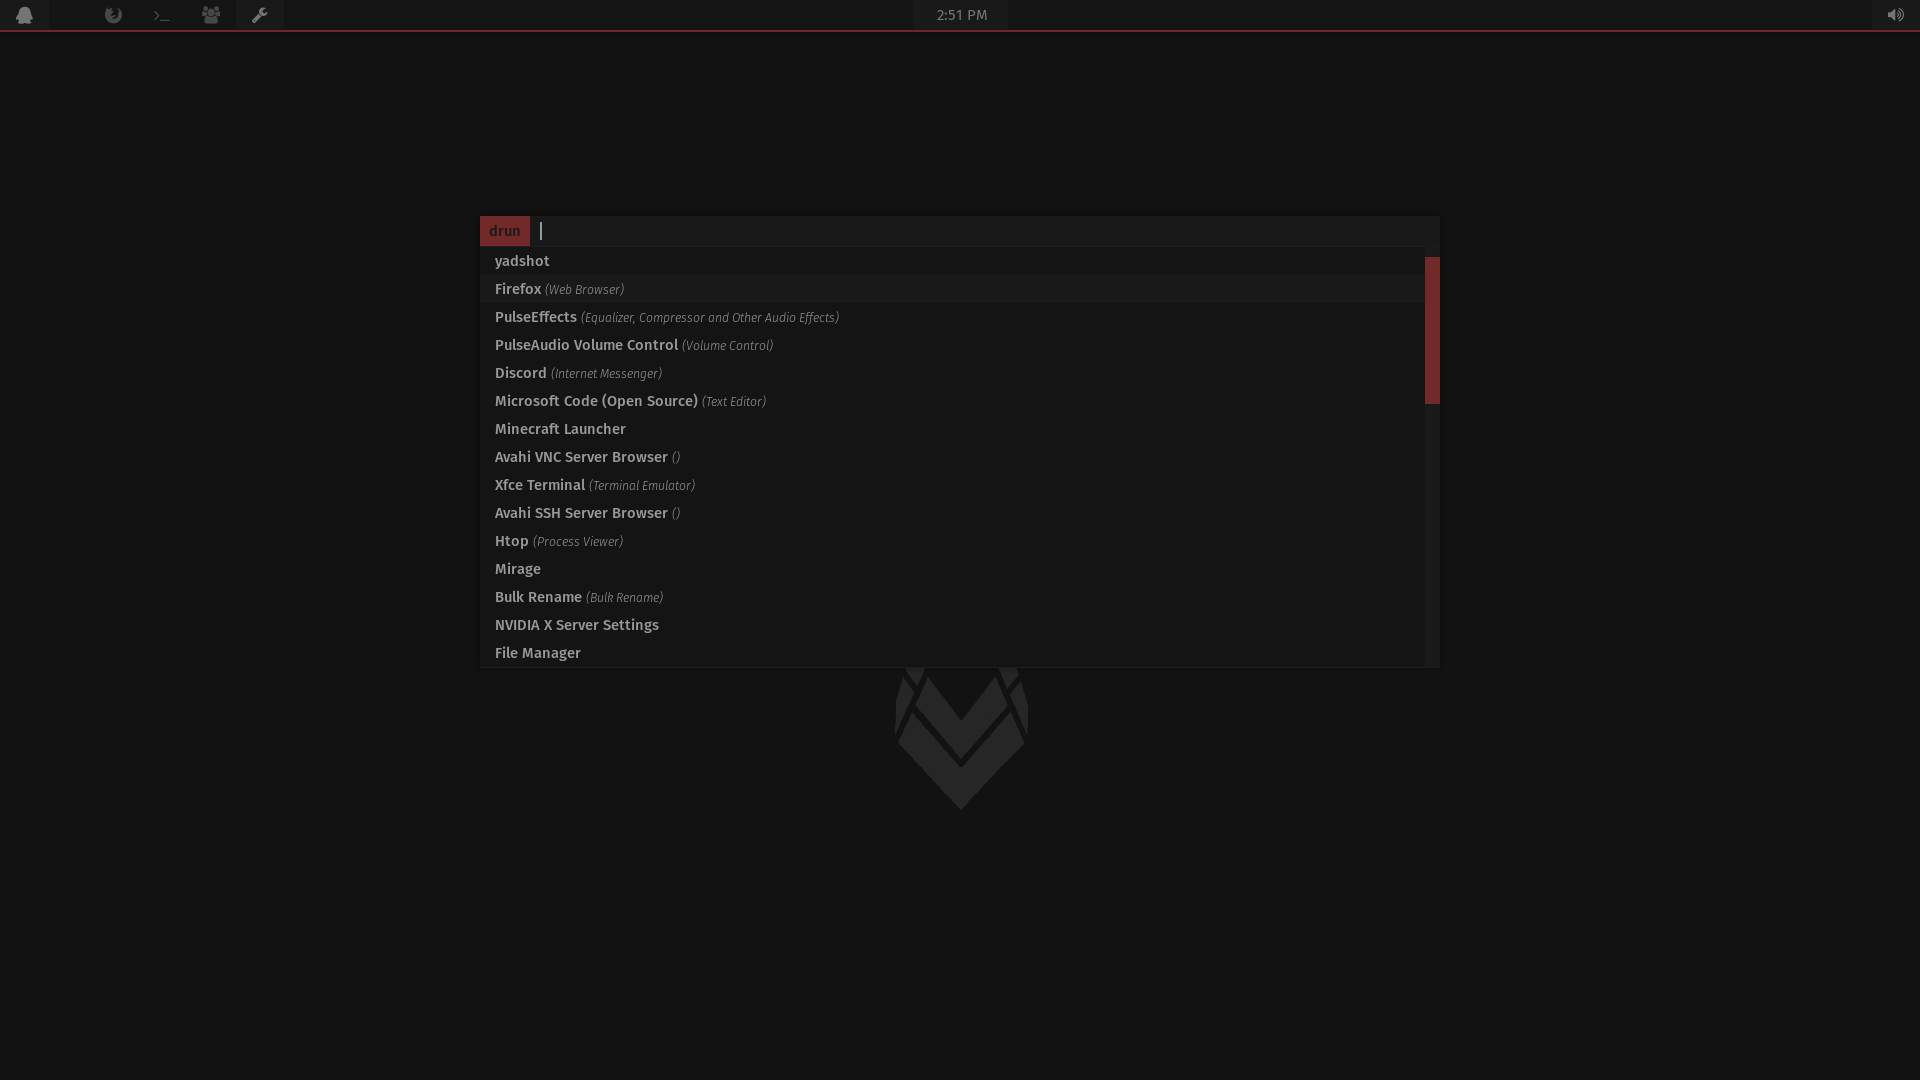 2:51 PM
drun
yadshot
Firefox (Web Browser)
PulseEffects (Equalizer, Compressor and Other Audio Effects)
PulseAudio Volume Control (Volume Control)
Discord (Internet Messenger)
Microsoft Code (Open Source) (Text Editor)
Minecraft Launcher
Avahi VNC Server Browser ()
Xfce Terminal (Terminal Emulator)
Avahi SSH Server Browser ()
Htop (Process Viewer)
Mirage
Bulk Rename (Bulk Rename)
NVIDIA X Server Settings
File Manager